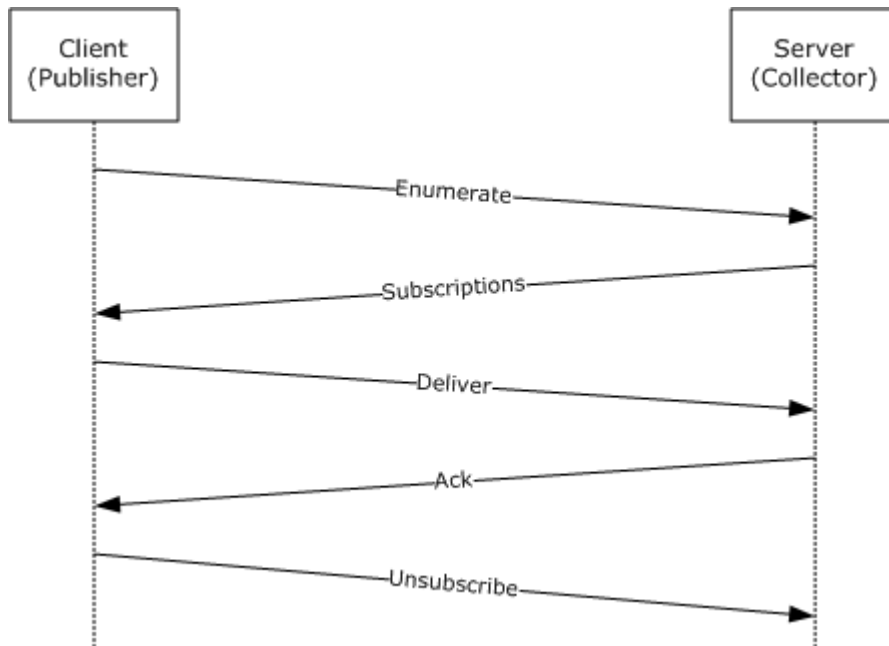 Client
(Publisher)
Server
(Collector)
Enumerate
Subscriptions
Deliver
Ack
Unsubscribe